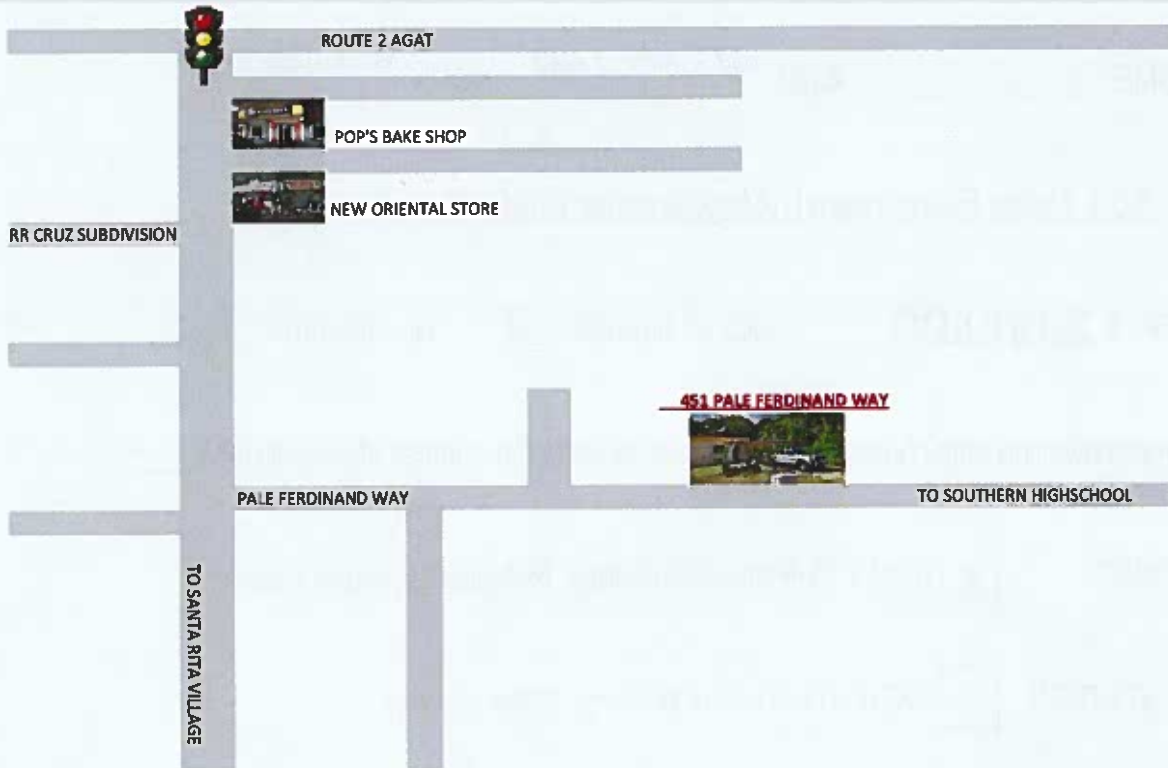 ROUTE 2 AGAT
POP'S BAKE SHOP
NEW ORIENTAL STORE
RR CRUZ SUBDIVISION
451 PALE FERDINAND WAY
PALE FERDINAND WAY
TO SOUTHERN HIGHSCHOOL
TO SANTA RITA VILLAGE